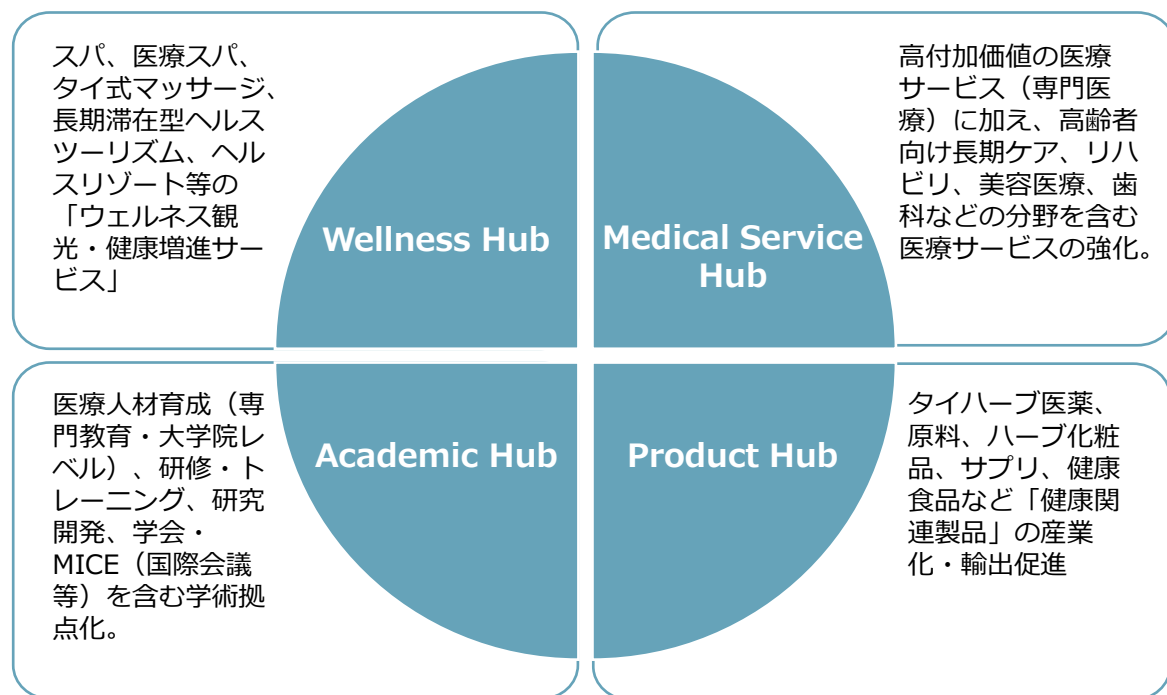 スパ、医療スパ、
タイ式マッサージ、
長期滞在型ヘルス
ツーリズム、ヘル
スリゾート等の
「ウェルネス観
光・健康増進サー
ビス」
Wellness Hub
Medical Service
Hub
高付加価値の医療
サービス（専門医
療）に加え、高齢者
向け長期ケア、リハ
ビリ、美容医療、歯
科などの分野を含む
医療サービスの強化。
医療人材育成（専
門教育・大学院レ
ベル）、研修・ト
レーニング、研究
開発、学会・
MICE（国際会議
等）を含む学術拠
点化。
Academic Hub
Product Hub
タイハーブ医薬、
原料、ハーブ化粧
品、サプリ、健康
食品など「健康関
連製品」の産業
化・輸出促進